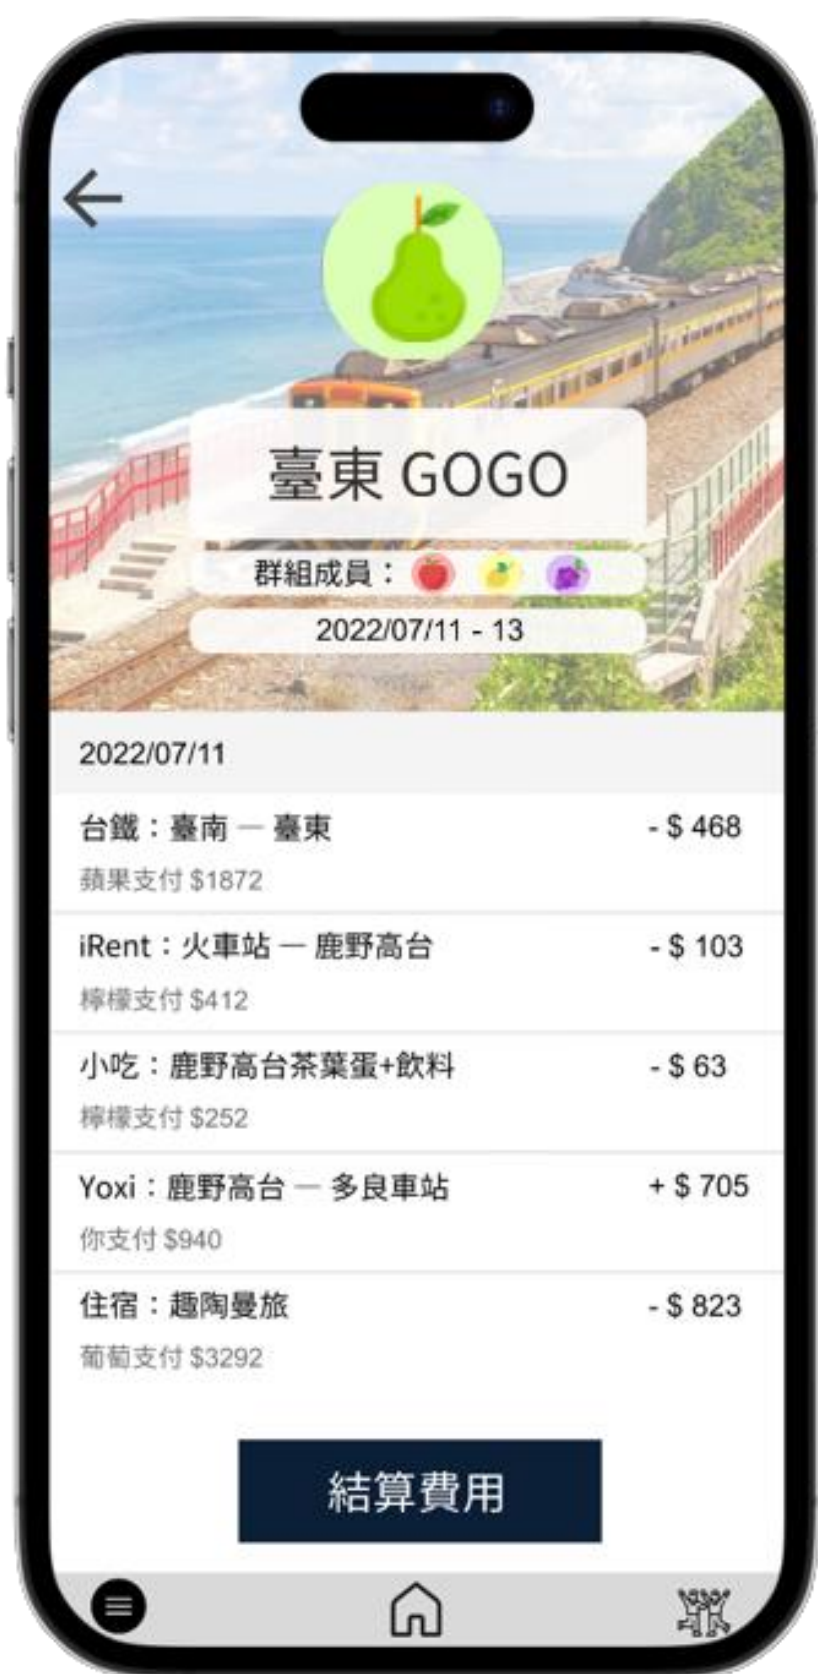 臺東 GOGO
群組成員：
2022/07/11 - 13
2022/07/11
台鐵：臺南 — 臺東 - $ 468
蘋果支付 $1872
iRent：火車站 — 鹿野高台 - $ 103
檸檬支付 $412
小吃：鹿野高台茶葉蛋+飲料 - $ 63
檸檬支付 $252
Yoxi：鹿野高台 — 多良車站 + $ 705
你支付 $940
住宿：趣陶曼旅 - $ 823
葡萄支付 $3292
結算費用